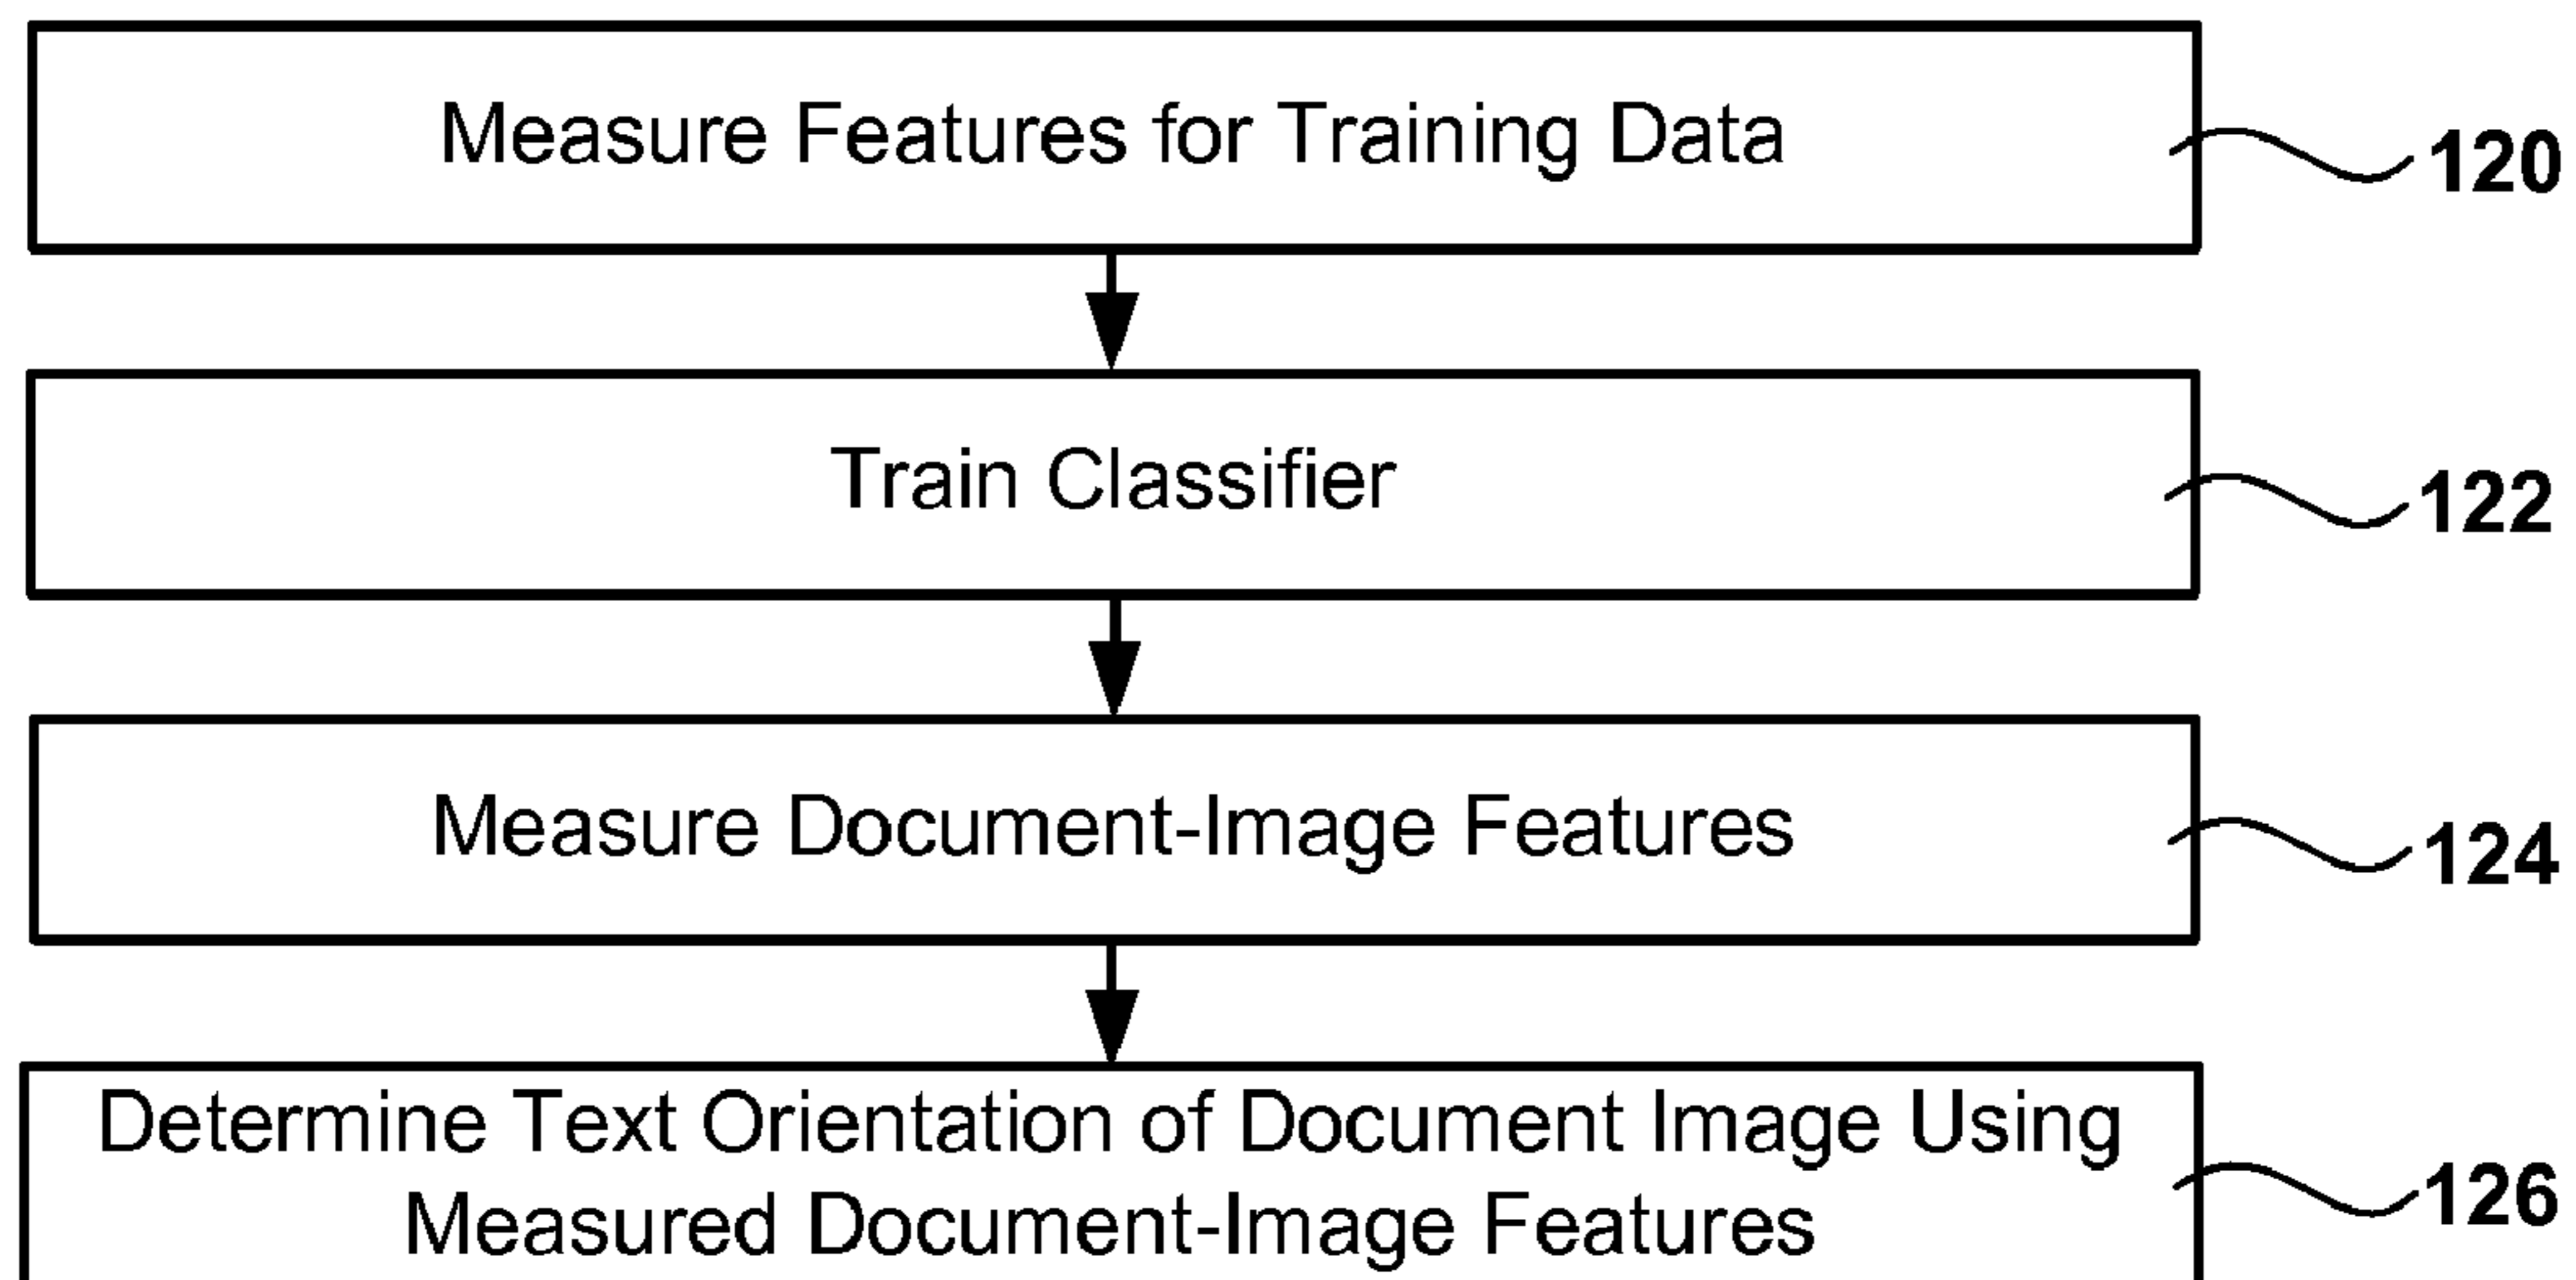 Measure Features for Training Data
120
Train Classifier
122
Measure Document-Image Features
124
Determine Text Orientation of Document Image Using
Measured Document-Image Features
126